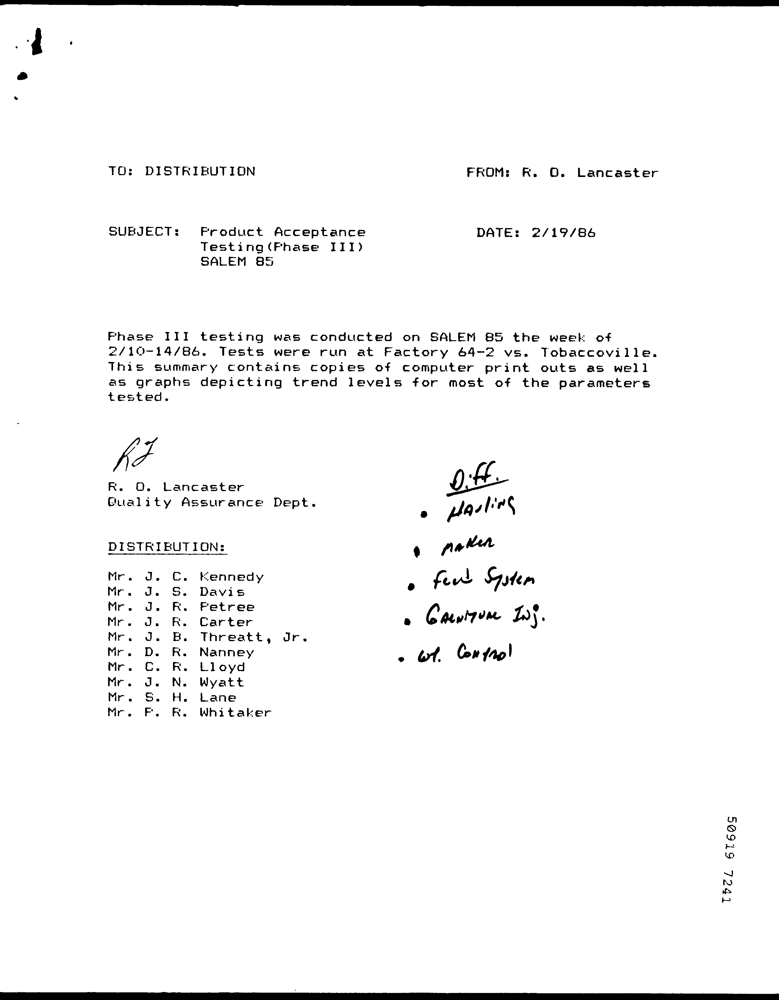 TO: DISTRIBUTION
FROM: R. O. Lancaster
SUBJECT: Product Acceptance
Testing(Phase III)
SALEM 85
DATE: 2/19/86
Phase III testing was conducted on SALEM 85 the week of
2/10-14/86. Tests were run at Factory 64-2 vs. Tobaccoville.
This summary contains copies of computer print outs as well
as graphs depicting trend levels for most of the parameters
tested.
R. O. Lancaster
Quality Assurance Dept.
DISTRIBUTION:
Mr. J. C. Kennedy
Mr. J. S. Davis
Mr. J. R. Petree
Mr. J. R. Carter
Mr. J. B. Threatt, Jr.
Mr. D. R. Nanney
Mr. C. R. Lloyd
Mr. J. N. Wyatt
Mr. S. H. Lane
Mr. P. R. Whitaker
Diff.
• Maker
• Feed System
• Garniture Inj.
• Wt. Control
50919 7241